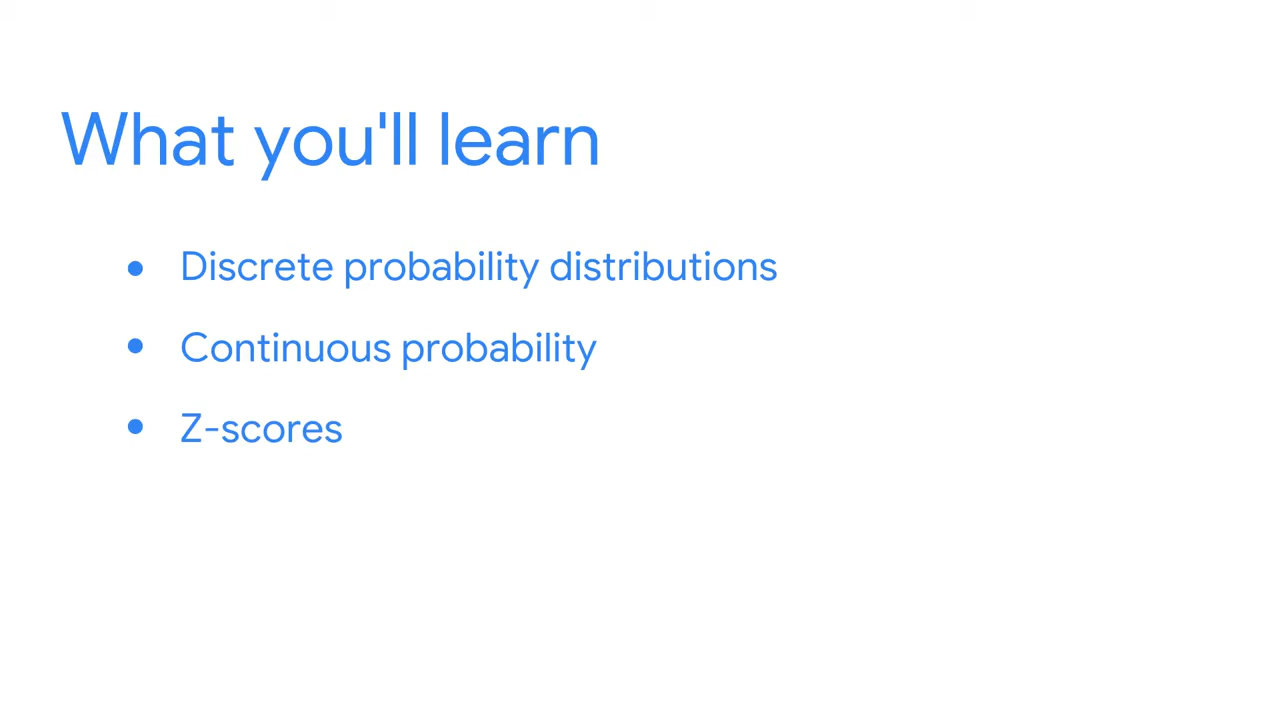 What you'll learn
● Discrete probability distributions
● Continuous probability
● Z-scores